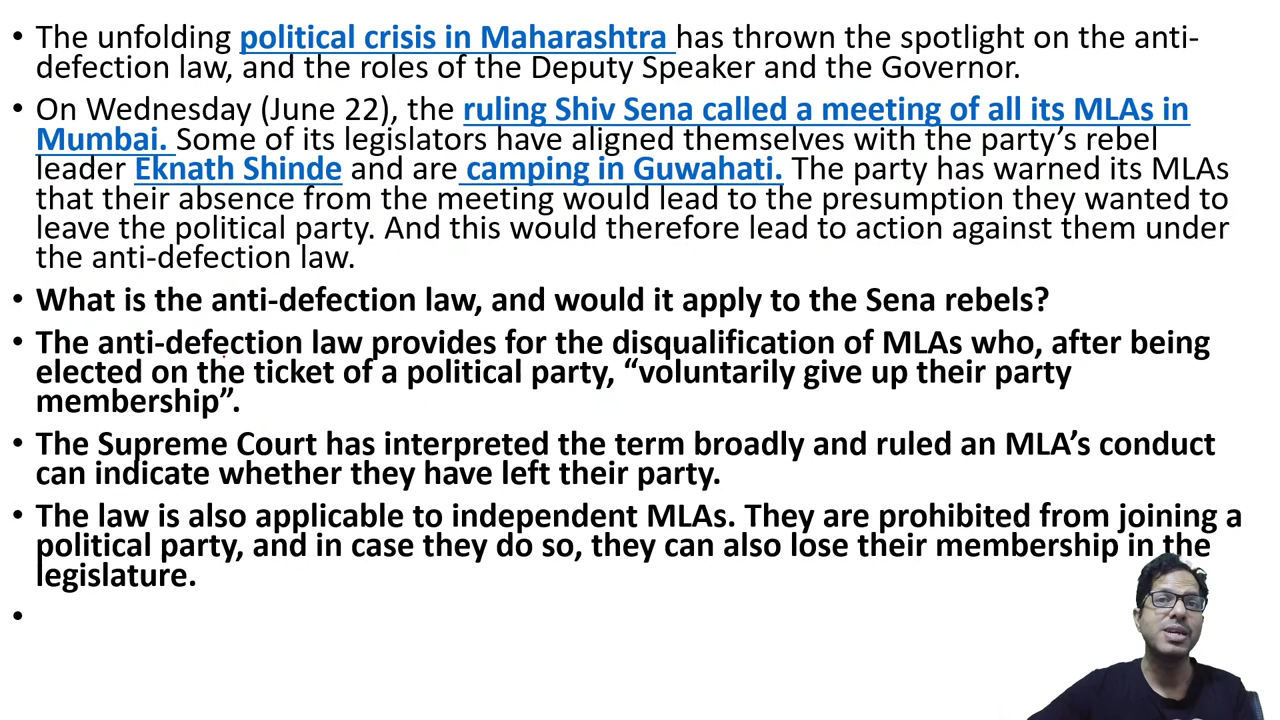 • The unfolding political crisis in Maharashtra has thrown the spotlight on the anti-
defection law, and the roles of the Deputy Speaker and the Governor.
• On Wednesday (June 22), the ruling Shiv Sena called a meeting of all its MLAs in
Mumbai. Some of its legislators have aligned themselves with the party’s rebel
leader Eknath Shinde and are camping in Guwahati. The party has warned its MLAs
that their absence from the meeting would lead to the presumption they wanted to
leave the political party. And this would therefore lead to action against them under
the anti-defection law.
• What is the anti-defection law, and would it apply to the Sena rebels?
• The anti-defection law provides for the disqualification of MLAs who, after being
elected on the ticket of a political party, “voluntarily give up their party
membership”.
• The Supreme Court has interpreted the term broadly and ruled an MLA’s conduct
can indicate whether they have left their party.
• The law is also applicable to independent MLAs. They are prohibited from joining a
political party, and in case they do so, they can also lose their membership in the
legislature.
•